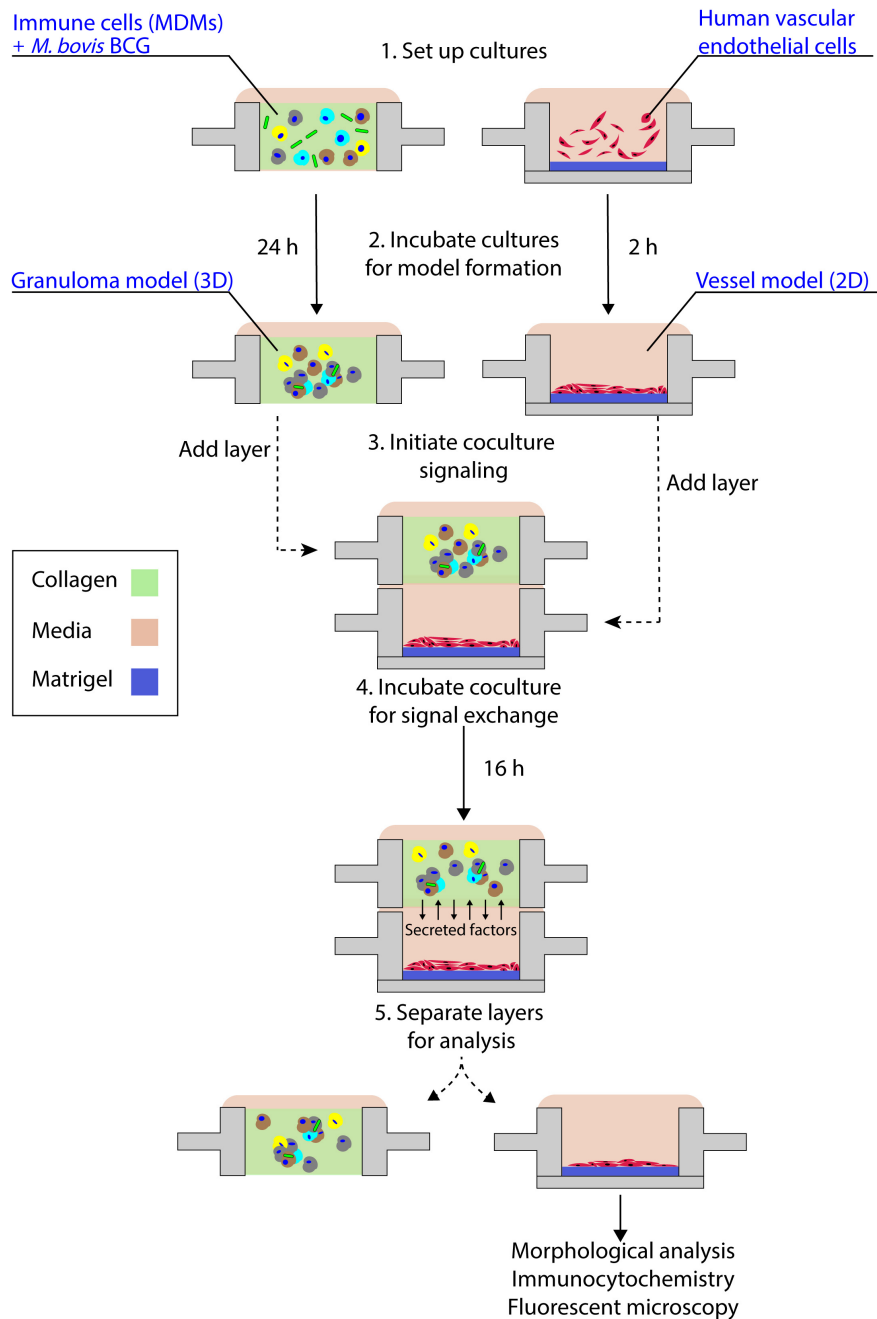 Immune cells (MDMs)
+ M. bovis BCG
1. Set up cultures
Human vascular
endothelial cells
24 h
2. Incubate cultures
for model formation
2 h
Granuloma model (3D)
Vessel model (2D)
Add layer
3. Initiate coculture
signaling
Add layer
Collagen
Media
Matrigel
4. Incubate coculture
for signal exchange
16 h
Secreted factors
5. Separate layers
for analysis
Morphological analysis
Immunocytochemistry
Fluorescent microscopy